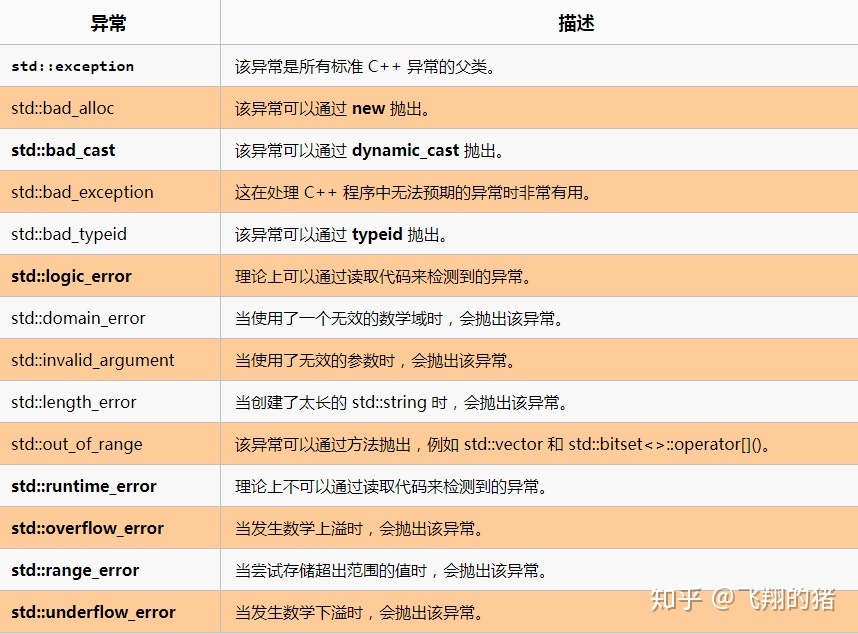 异常 描述
std::exception 该异常是所有标准 C++ 异常的父类。
std::bad_alloc 该异常可以通过 new 抛出。
std::bad_cast 该异常可以通过 dynamic_cast 抛出。
std::bad_exception 这在处理 C++ 程序中无法预期的异常时非常有用。
std::bad_typeid 该异常可以通过 typeid 抛出。
std::logic_error 理论上可以通过读取代码来检测到的异常。
std::domain_error 当使用了一个无效的数学域时，会抛出该异常。
std::invalid_argument 当使用了无效的参数时，会抛出该异常。
std::length_error 当创建了太长的 std::string 时，会抛出该异常。
std::out_of_range 该异常可以通过方法抛出，例如 std::vector 和 std::bitset<>::operator[]()。
std::runtime_error 理论上不可以通过读取代码来检测到的异常。
std::overflow_error 当发生数学上溢时，会抛出该异常。
std::range_error 当尝试存储超出范围的值时，会抛出该异常。
std::underflow_error 当发生数学下溢时，会抛出该异常。
知乎 @飞翔的猪